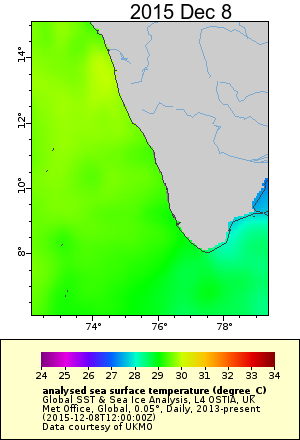 2015 Dec 8
14°
12°
10°
8°
74° 76° 78°
24 25 26 27 28 29 30 31 32 33 34
analysed sea surface temperature (degree_C)
Global SST & Sea Ice Analysis, L4 OSTIA, UK
Met Office, Global, 0.05°, Daily, 2013-present
(2015-12-08T12:00:00Z)
Data courtesy of UKMO